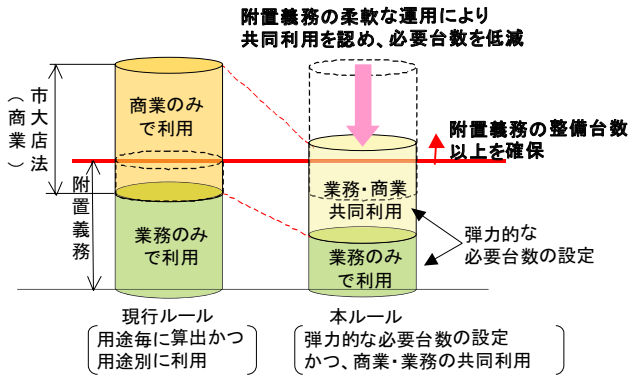 附置義務の柔軟な運用により
共同利用を認め、必要台数を低減
市大店法
（商業）
附置義務
商業のみ
で利用
業務のみ
で利用
附置義務の整備台数
以上を確保
業務・商業
共同利用
業務のみ
で利用
弾力的な
必要台数の設定
現行ルール
用途毎に算出かつ
用途別に利用
本ルール
弾力的な必要台数の設定
かつ、商業・業務の共同利用